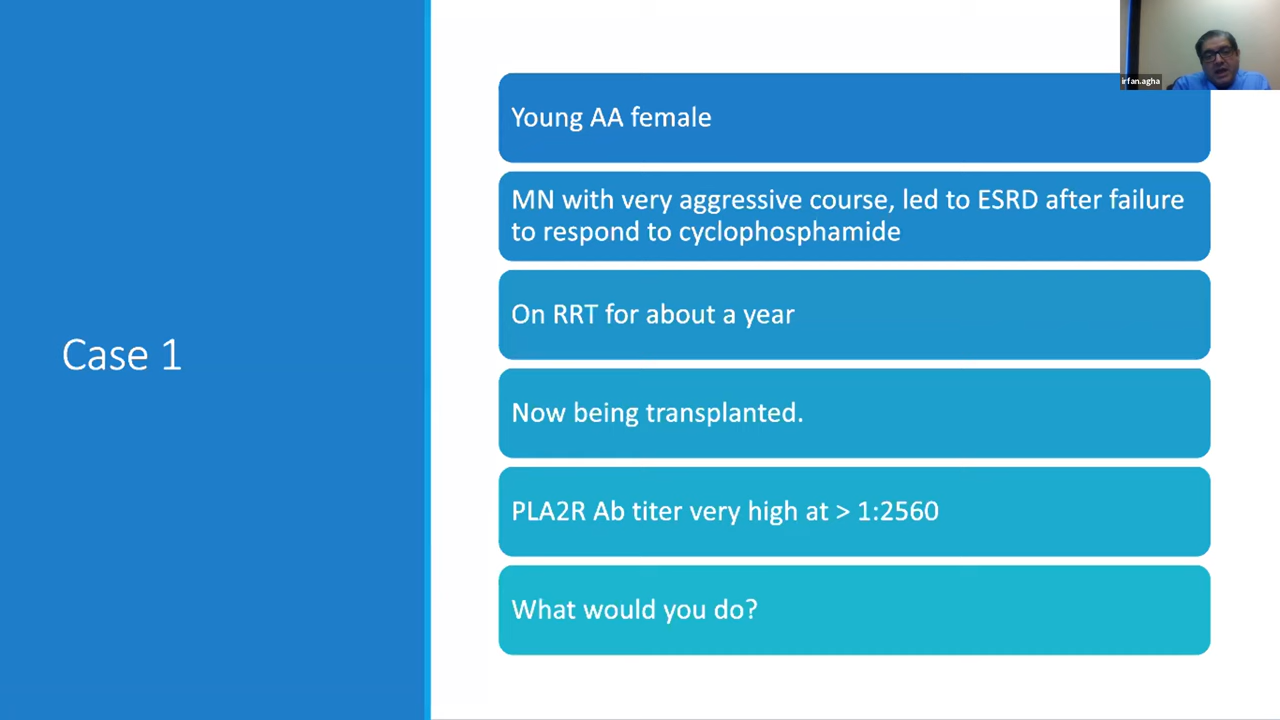 irfan.agha
Young AA female
MN with very aggressive course, led to ESRD after failure
to respond to cyclophosphamide
On RRT for about a year
Case 1
Now being transplanted.
PLA2R Ab titer very high at > 1:2560
What would you do?